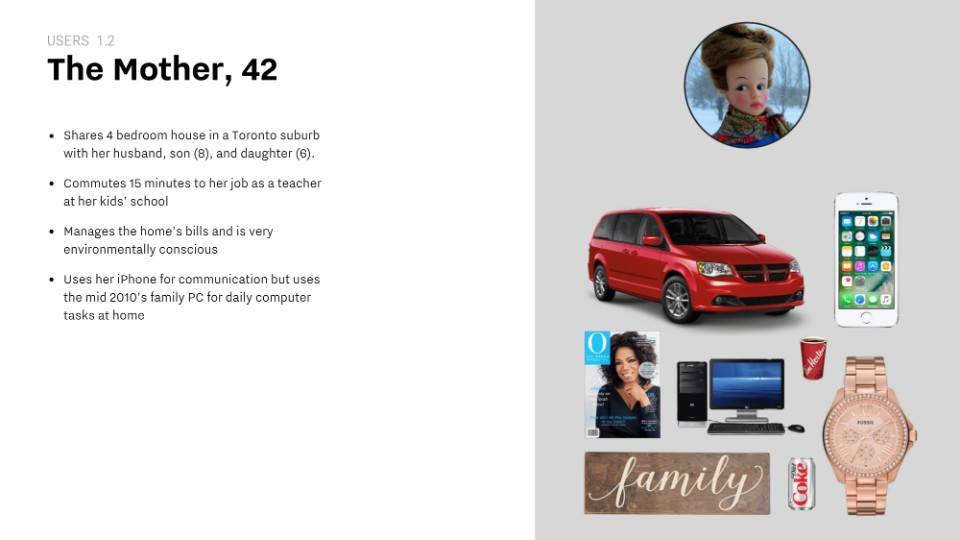 USERS 1.2
The Mother, 42
• Shares 4 bedroom house in a Toronto suburb
with her husband, son (8), and daughter (6).
• Commutes 15 minutes to her job as a teacher
at her kids' school
• Manages the home's bills and is very
environmentally conscious
• Uses her iPhone for communication but uses
the mid 2010's family PC for daily computer
tasks at home
O
FOSSIL
family
Diet
Coke